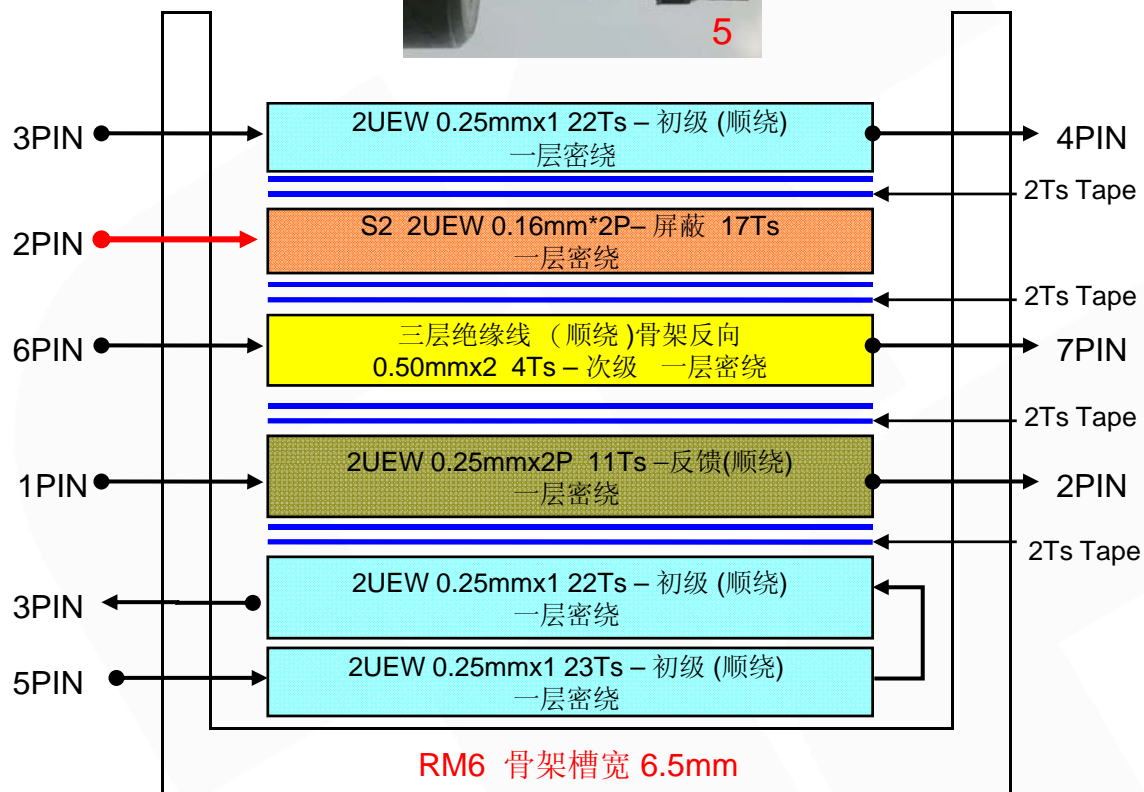 5
3PIN
2UEW 0.25mmx1 22Ts – 初级 (顺绕)
一层密绕
4PIN
2Ts Tape
2PIN
S2 2UEW 0.16mm*2P– 屏蔽 17Ts
一层密绕
2Ts Tape
6PIN
三层绝缘线 （顺绕 )骨架反向
0.50mmx2 4Ts – 次级 一层密绕
7PIN
2Ts Tape
1PIN
2UEW 0.25mmx2P 11Ts –反馈(顺绕)
一层密绕
2PIN
2Ts Tape
3PIN
2UEW 0.25mmx1 22Ts – 初级 (顺绕)
一层密绕
5PIN
2UEW 0.25mmx1 23Ts – 初级 (顺绕)
一层密绕
RM6 骨架槽宽 6.5mm